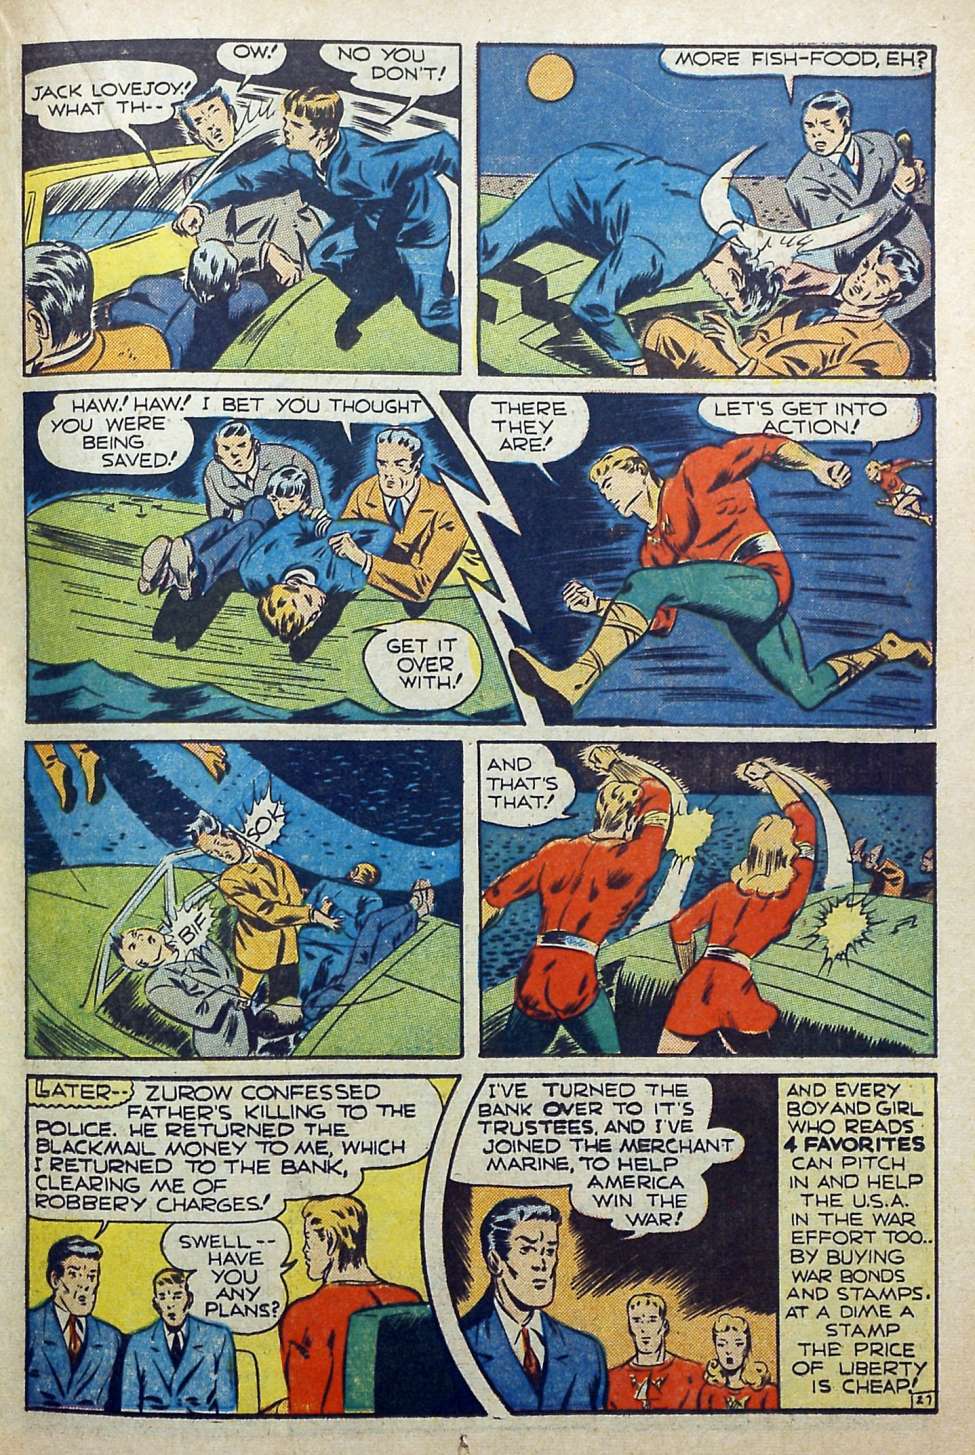 JACK LOVEJOY!
WHAT TH--
OW!
NO YOU
DON'T!
MORE FISH-FOOD, EH?
HAW! HAW!
YOU WERE
BEING
SAVED!
I BET YOU THOUGHT
GET IT
OVER
WITH!
THERE
THEY
ARE!
LET'S GET INTO
ACTION!
SOK
BIF
AND
THAT'S
THAT!
LATER--
ZUROW CONFESSED
FATHER'S KILLING TO THE
POLICE. HE RETURNED THE
BLACKMAIL MONEY TO ME, WHICH
I RETURNED TO THE BANK,
CLEARING ME OF
ROBBERY CHARGES!
SWELL--
HAVE
YOU
ANY
PLANS?
I'VE TURNED THE
BANK OVER TO IT'S
TRUSTEES, AND I'VE
JOINED THE MERCHANT
MARINE, TO HELP
AMERICA
WIN THE
WAR!
AND EVERY
BOY AND GIRL
WHO READS
4 FAVORITES
CAN PITCH
IN AND HELP
THE U.S.A.
IN THE WAR
EFFORT TOO..
BY BUYING
WAR BONDS
AND STAMPS.
AT A DIME A
STAMP
THE PRICE
OF LIBERTY
IS CHEAP!
27